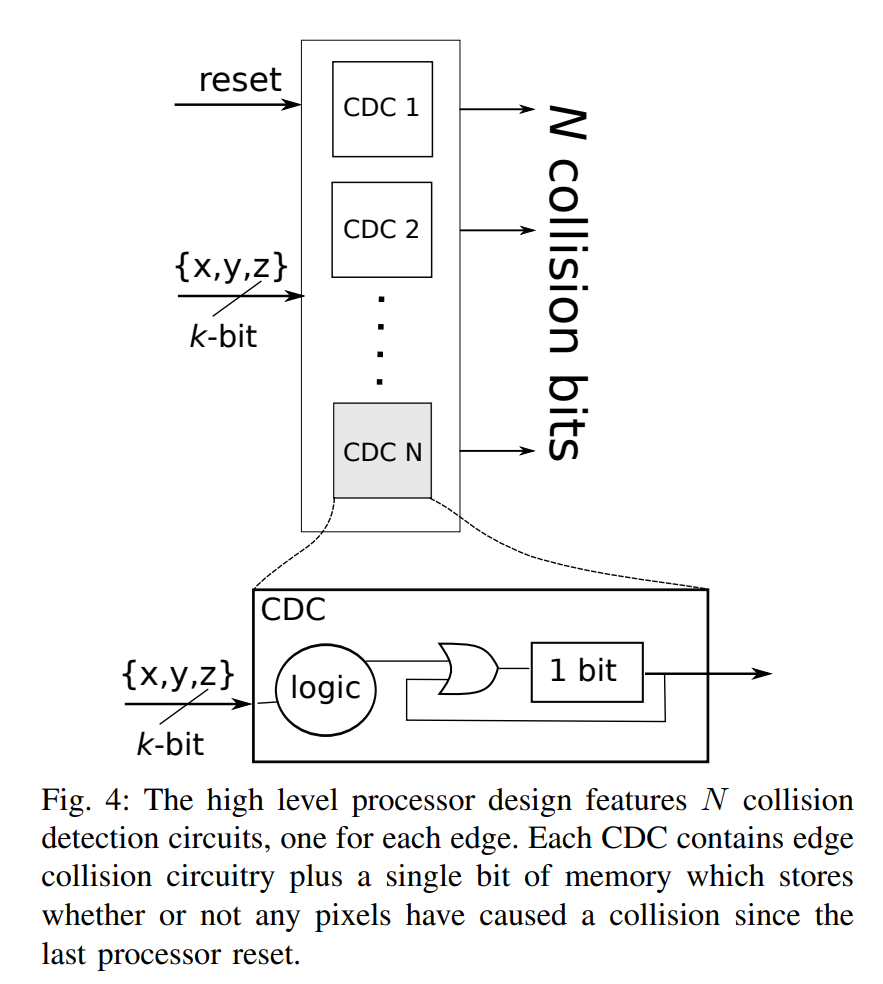 reset
CDC 1
CDC 2
{x,y,z}
k-bit
CDC N
N collision bits
CDC
{x,y,z}
k-bit
logic
1 bit
Fig. 4: The high level processor design features N collision
detection circuits, one for each edge. Each CDC contains edge
collision circuitry plus a single bit of memory which stores
whether or not any pixels have caused a collision since the
last processor reset.